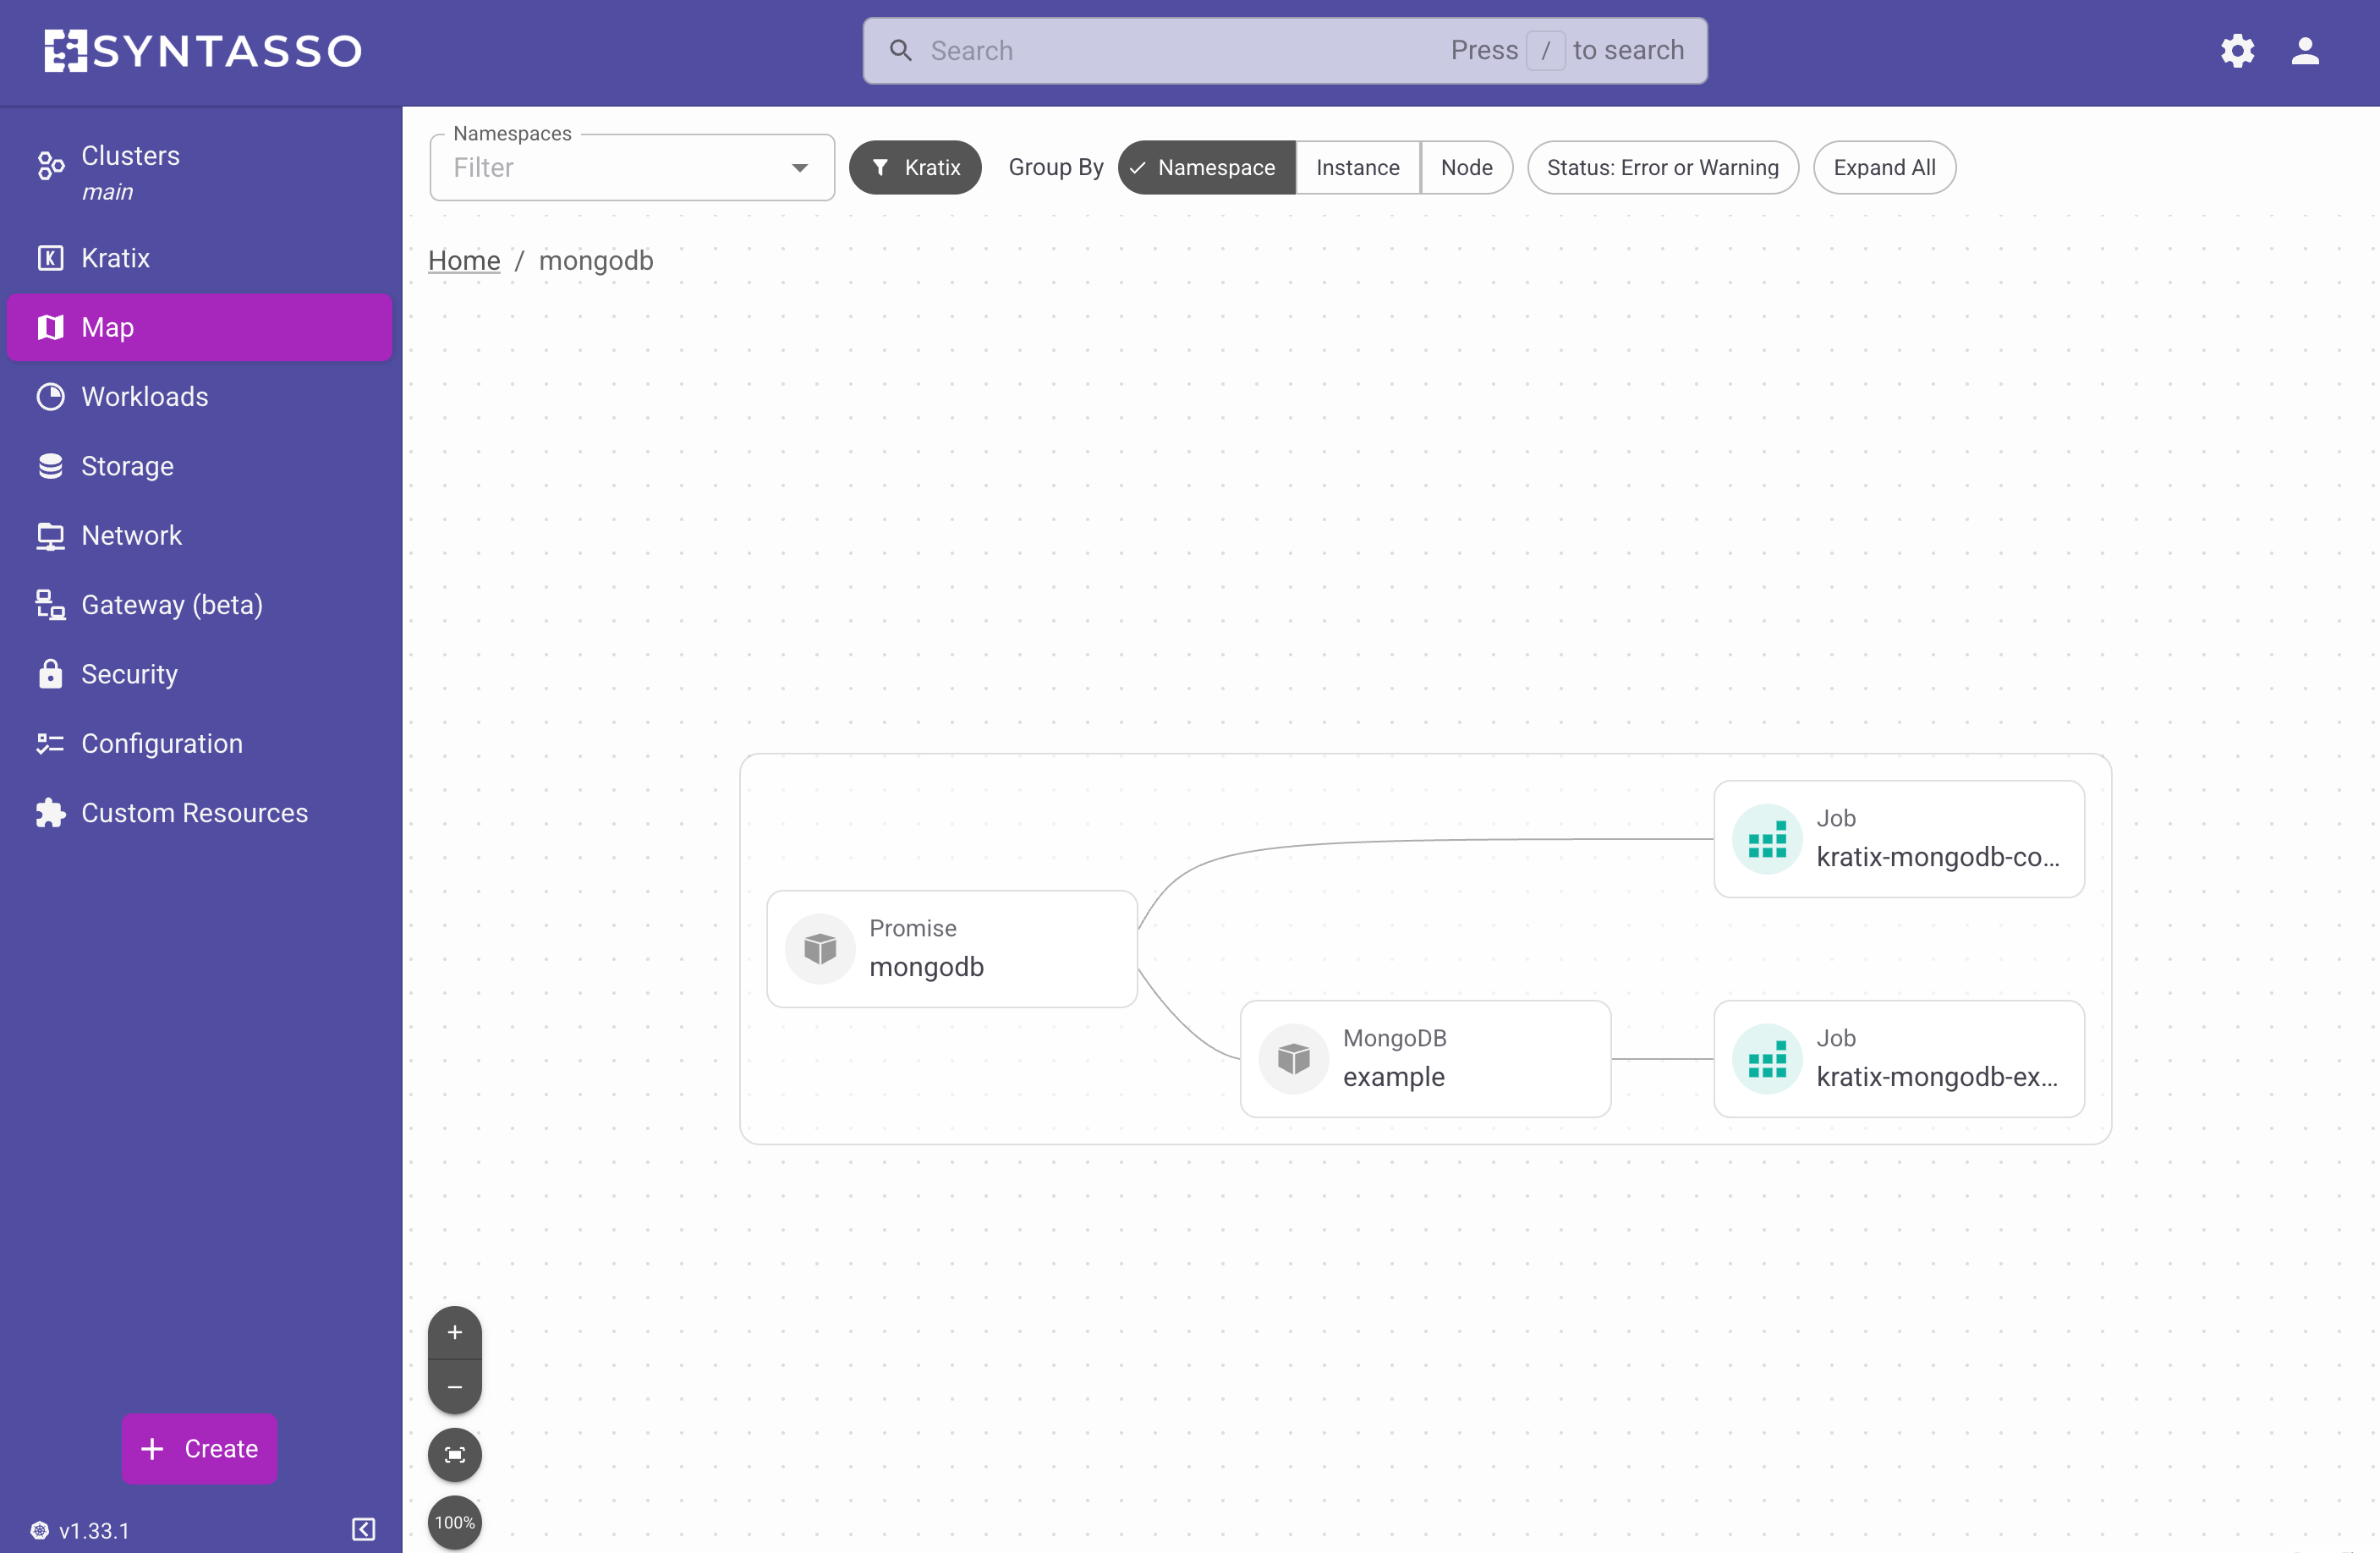 SYNTASSO
Search
Press / to search
Clusters
main
Kratix
Map
Workloads
Storage
Network
Gateway (beta)
Security
Configuration
Custom Resources
Create
v1.33.1
Namespaces
Filter
Kratix
Group By
Namespace
Instance
Node
Status: Error or Warning
Expand All
Home / mongodb
Promise
mongodb
Job
kratix-mongodb-co...
MongoDB
example
Job
kratix-mongodb-ex...
+
−
100%